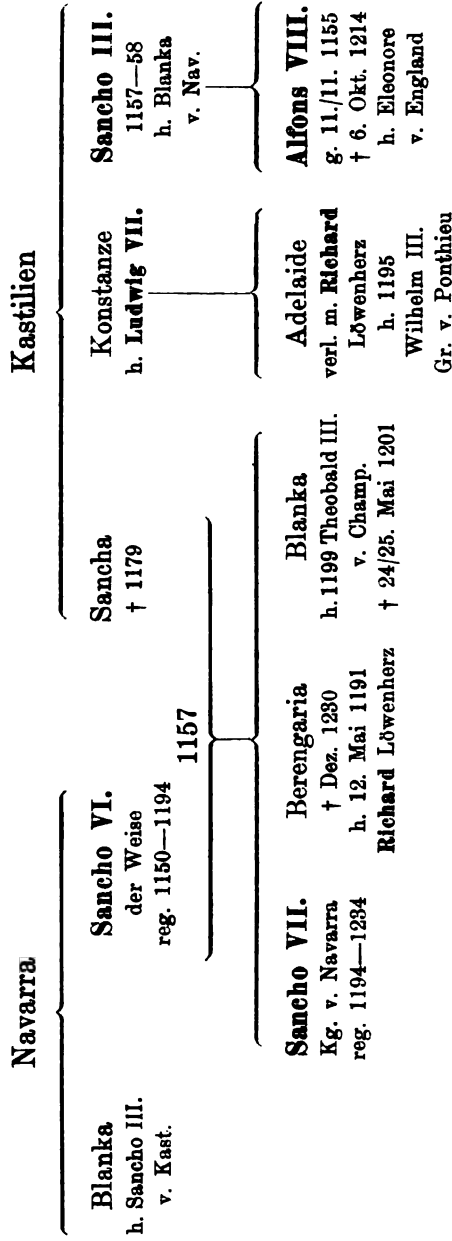 Navarra
Kastilien
Blanka
h. Sancho III.
v. Kast.
Sancho VI.
der Weise
reg. 1150—1194
Sancha
† 1179
Konstanze
h. Ludwig VII.
Sancho III.
1157—58
h. Blanka
v. Nav.
1157
Sancho VII.
Kg. v. Navarra
reg. 1194—1234
Berengaria
† Dez. 1230
h. 12. Mai 1191
Richard Löwenherz
Blanka
h. 1199 Theobald III.
v. Champ.
† 24/25. Mai 1201
Adelaide
verl. m. Richard
Löwenherz
h. 1195
Wilhelm III.
Gr. v. Ponthieu
Alfons VIII.
g. 11./11. 1155
† 6. Okt. 1214
h. Eleonore
v. England